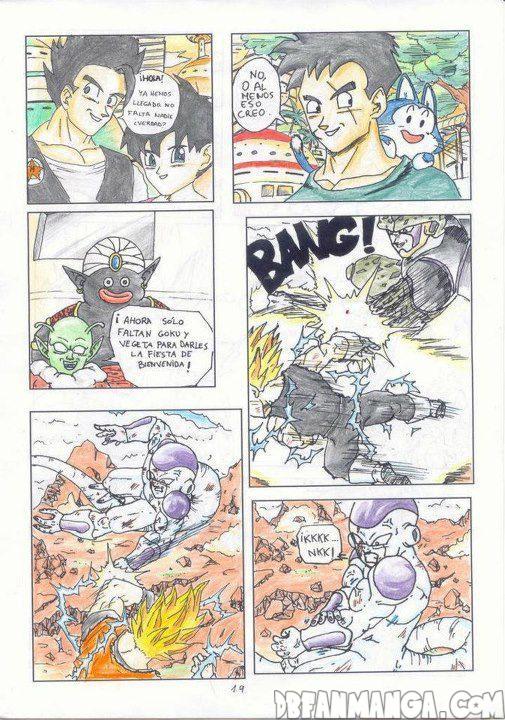 ¡HOLA!
YA HEMOS
LLEGADO. NO
FALTA NADIE
¿VERDAD?
NO,
O AL
MENOS
ESO
CREO.
¡AHORA SÓLO
FALTAN GOKU Y
VEGETA PARA DARLES
LA FIESTA DE
BIENVENIDA!
BANG!
¡KKKK
NKK!
19
DBFANMANGA.COM